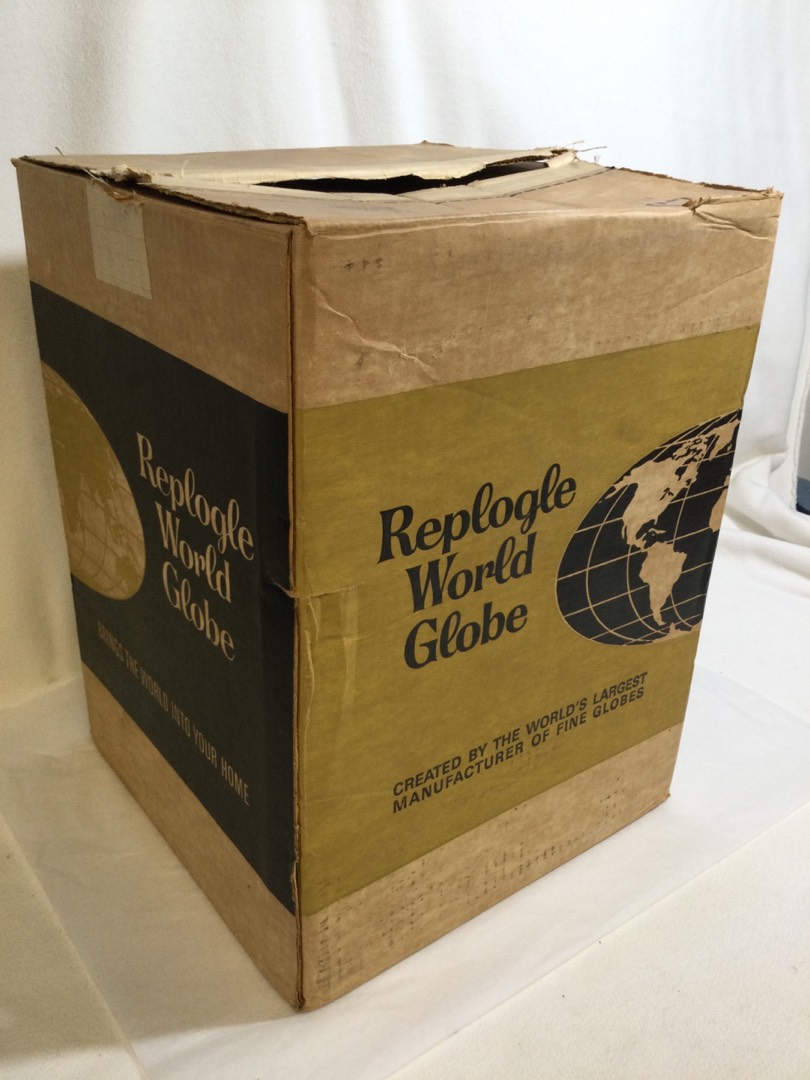 Replogle
World
Globe
BRINGS THE WORLD INTO YOUR HOME
Replogle
World
Globe
CREATED BY THE WORLD'S LARGEST
MANUFACTURER OF FINE GLOBES